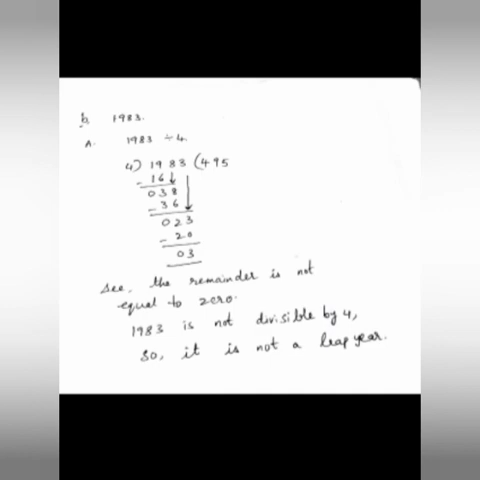 b. 1983.
A. 1983 ÷ 4.
4) 1983 (495
- 16
038
- 36
023
- 20
03
See, the remainder is not
equal to zero.
1983 is not divisible by 4,
So, it is not a leap year.